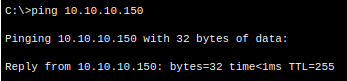 C:\>ping 10.10.10.150
Pinging 10.10.10.150 with 32 bytes of data:
Reply from 10.10.10.150: bytes=32 time<1ms TTL=255